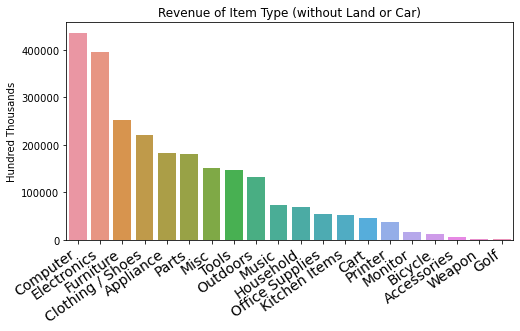 Revenue of Item Type (without Land or Car)
Hundred Thousands
400000
300000
200000
100000
0
Computer
Electronics
Furniture
Clothing / Shoes
Appliance
Parts
Misc
Tools
Outdoors
Music
Household
Office Supplies
Kitchen Items
Cart
Printer
Monitor
Bicycle
Accessories
Weapon
Golf